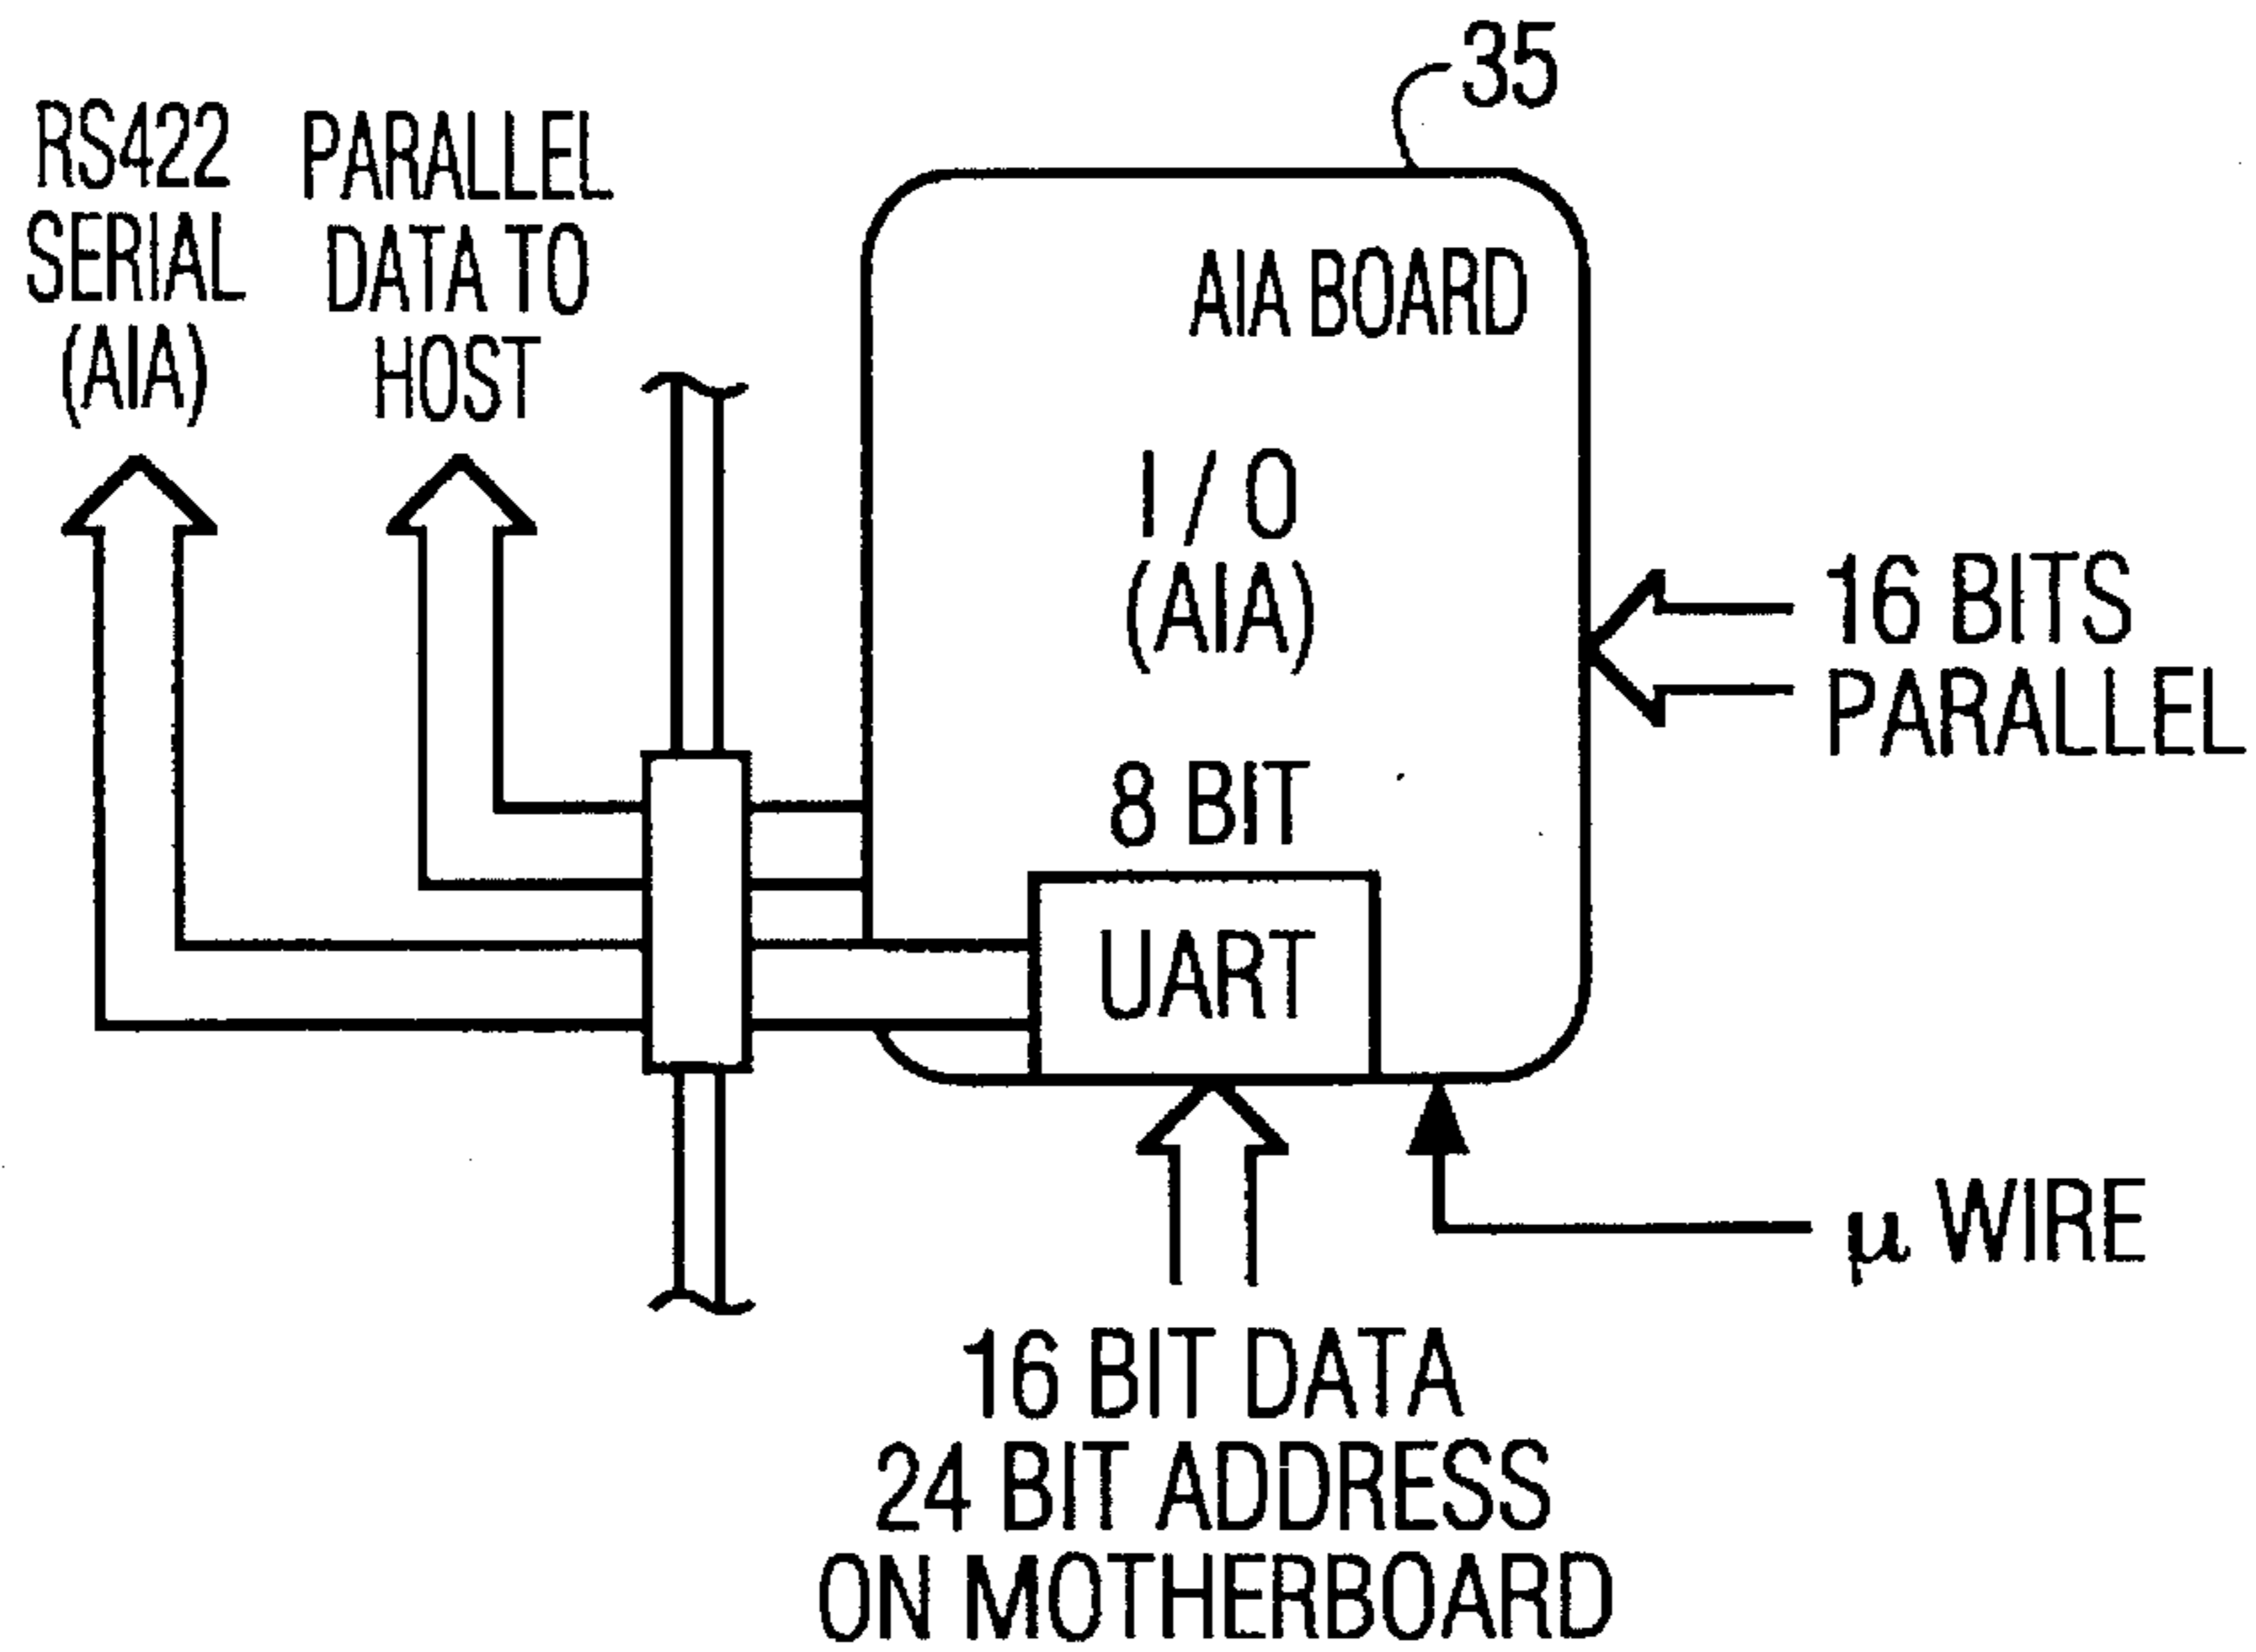 35
RS422
SERIAL
(AIA)
PARALLEL
DATA TO
HOST
AIA BOARD
I / O
(AIA)
16 BITS
PARALLEL
8 BIT
UART
μ WIRE
16 BIT DATA
24 BIT ADDRESS
ON MOTHERBOARD